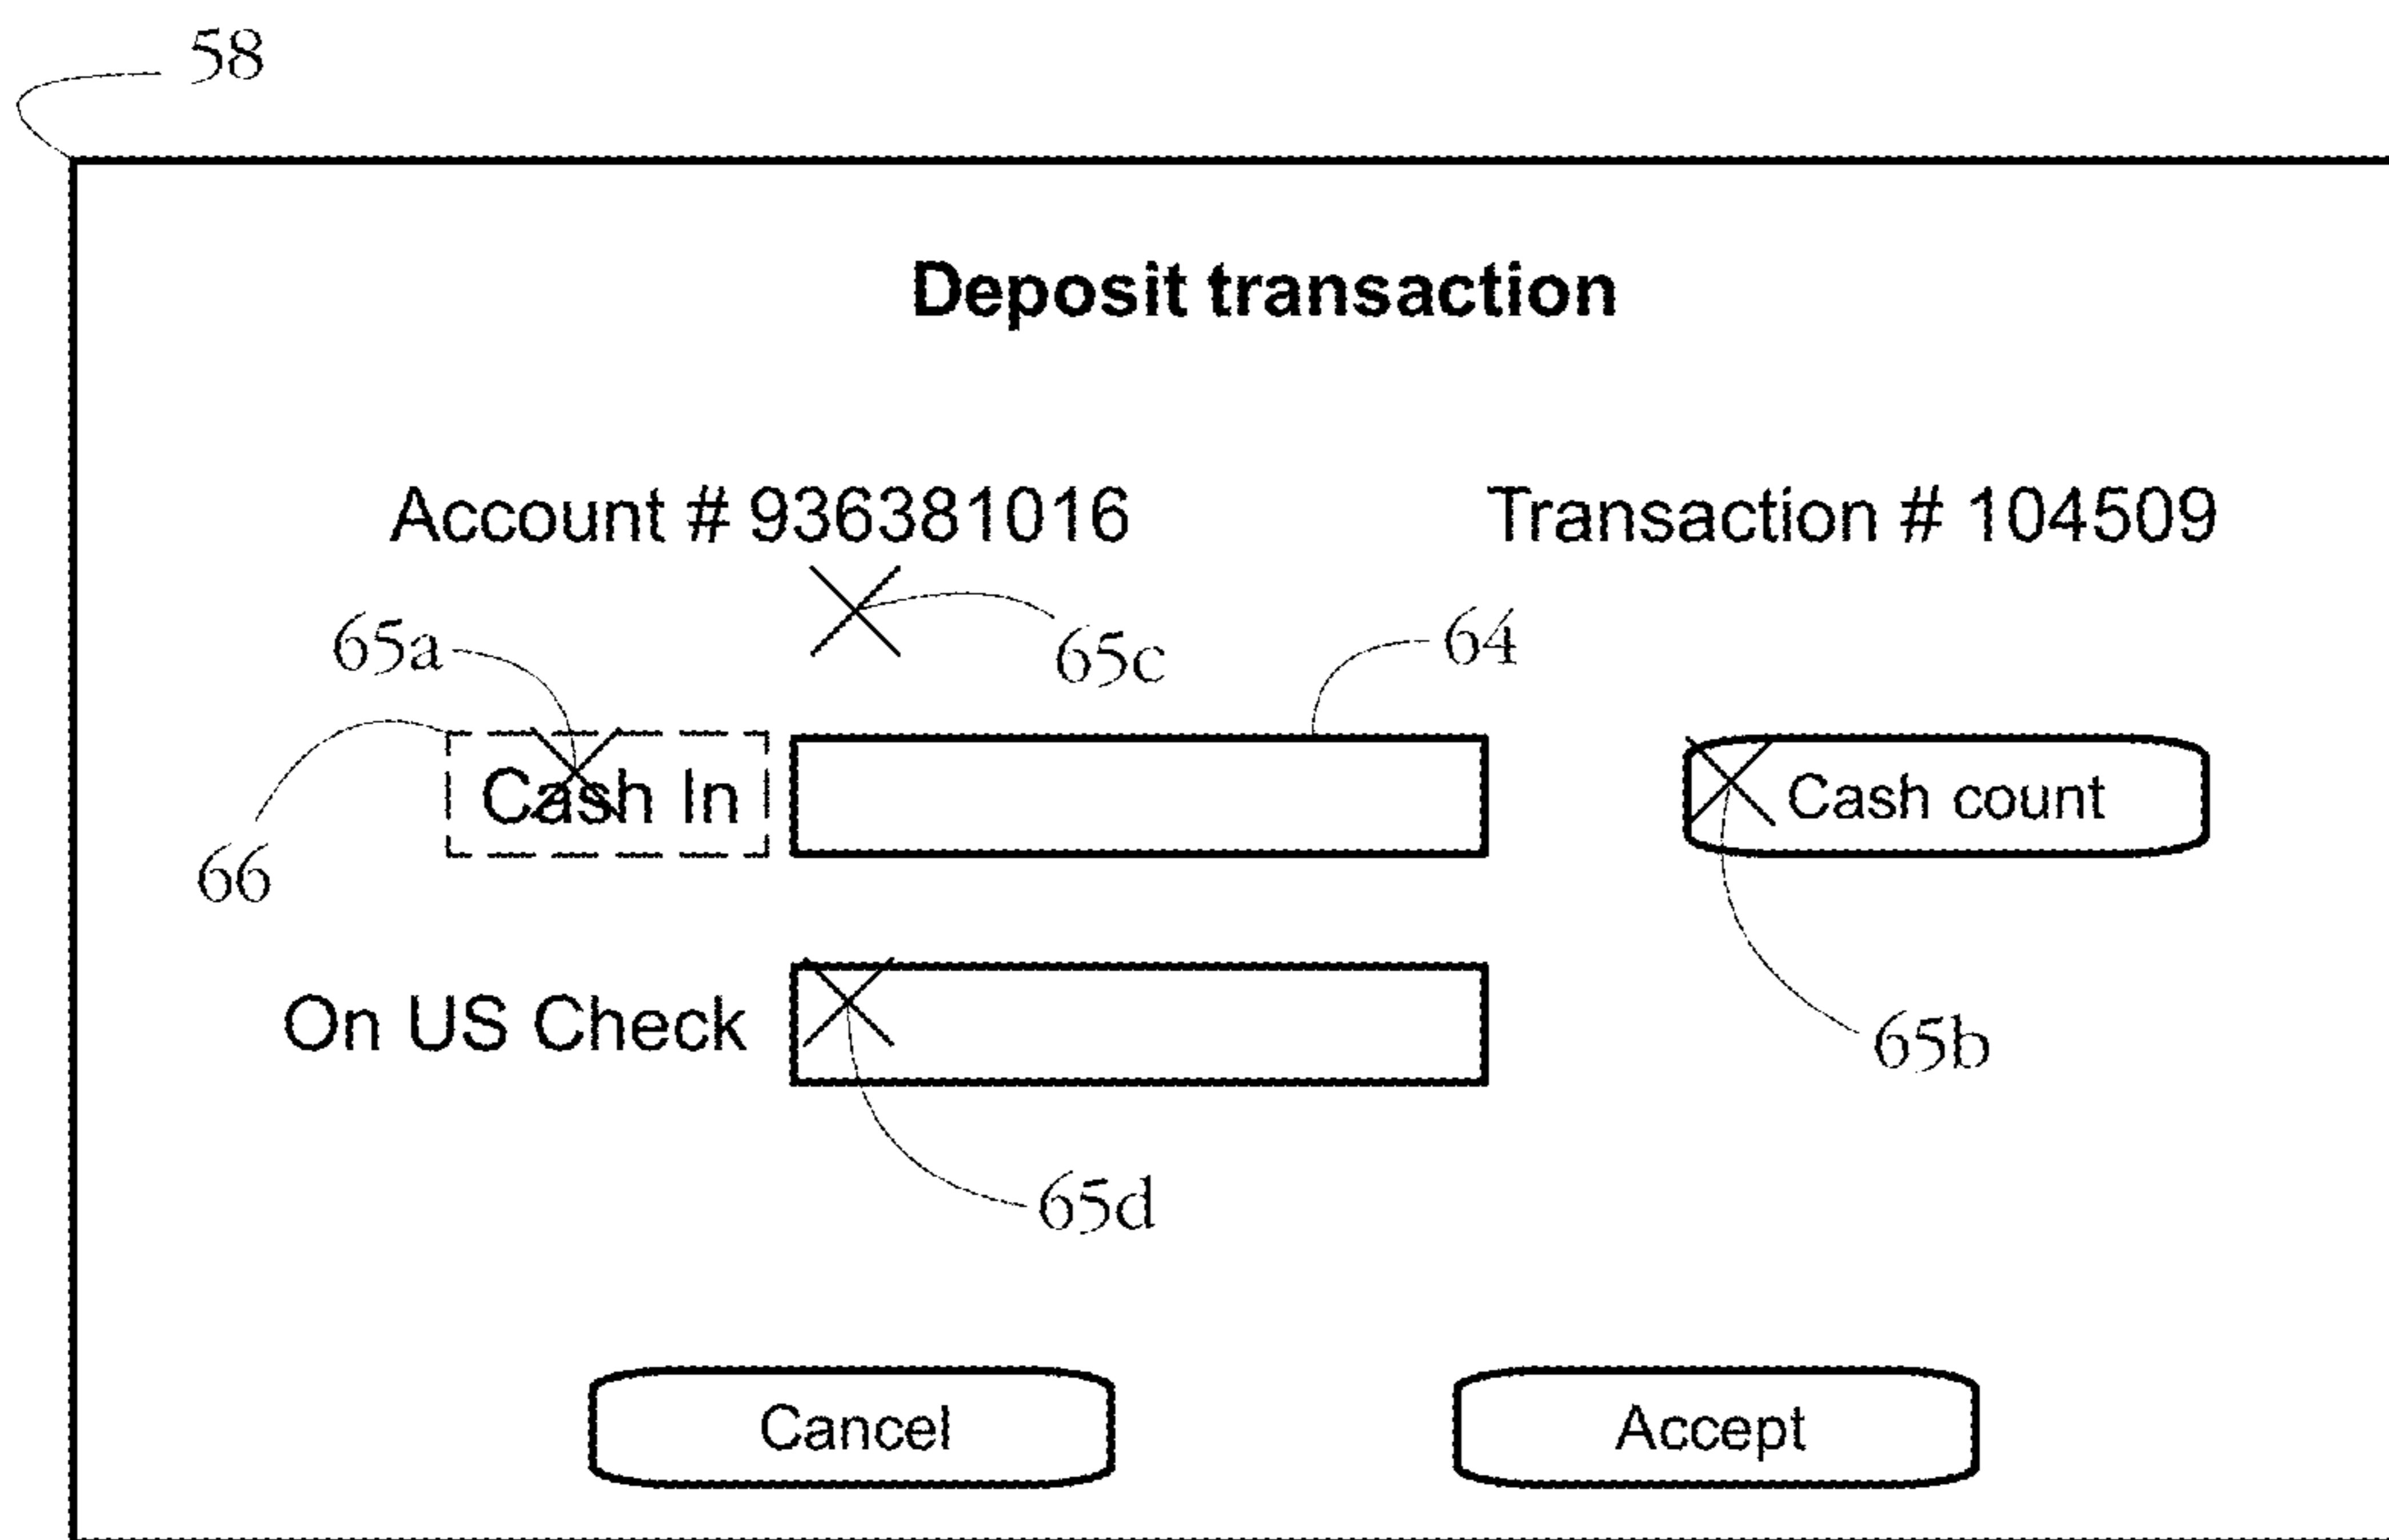 58
Deposit transaction
Account # 936381016 Transaction # 104509
65a 65c 64
Cash In Cash count
66
On US Check 65b
65d
Cancel Accept